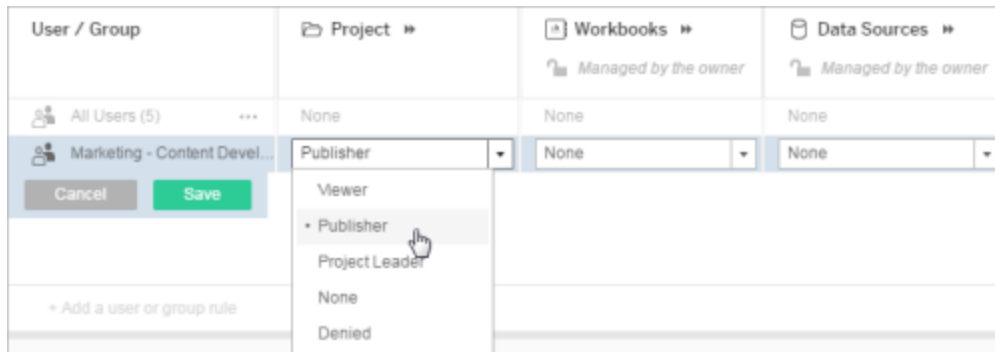 User / Group Project Workbooks Data Sources
Managed by the owner Managed by the owner
All Users (5) ... None None None
Marketing - Content Devel... Publisher None None
Cancel Save
Viewer
• Publisher
Project Leader
None
+ Add a user or group rule
Denied